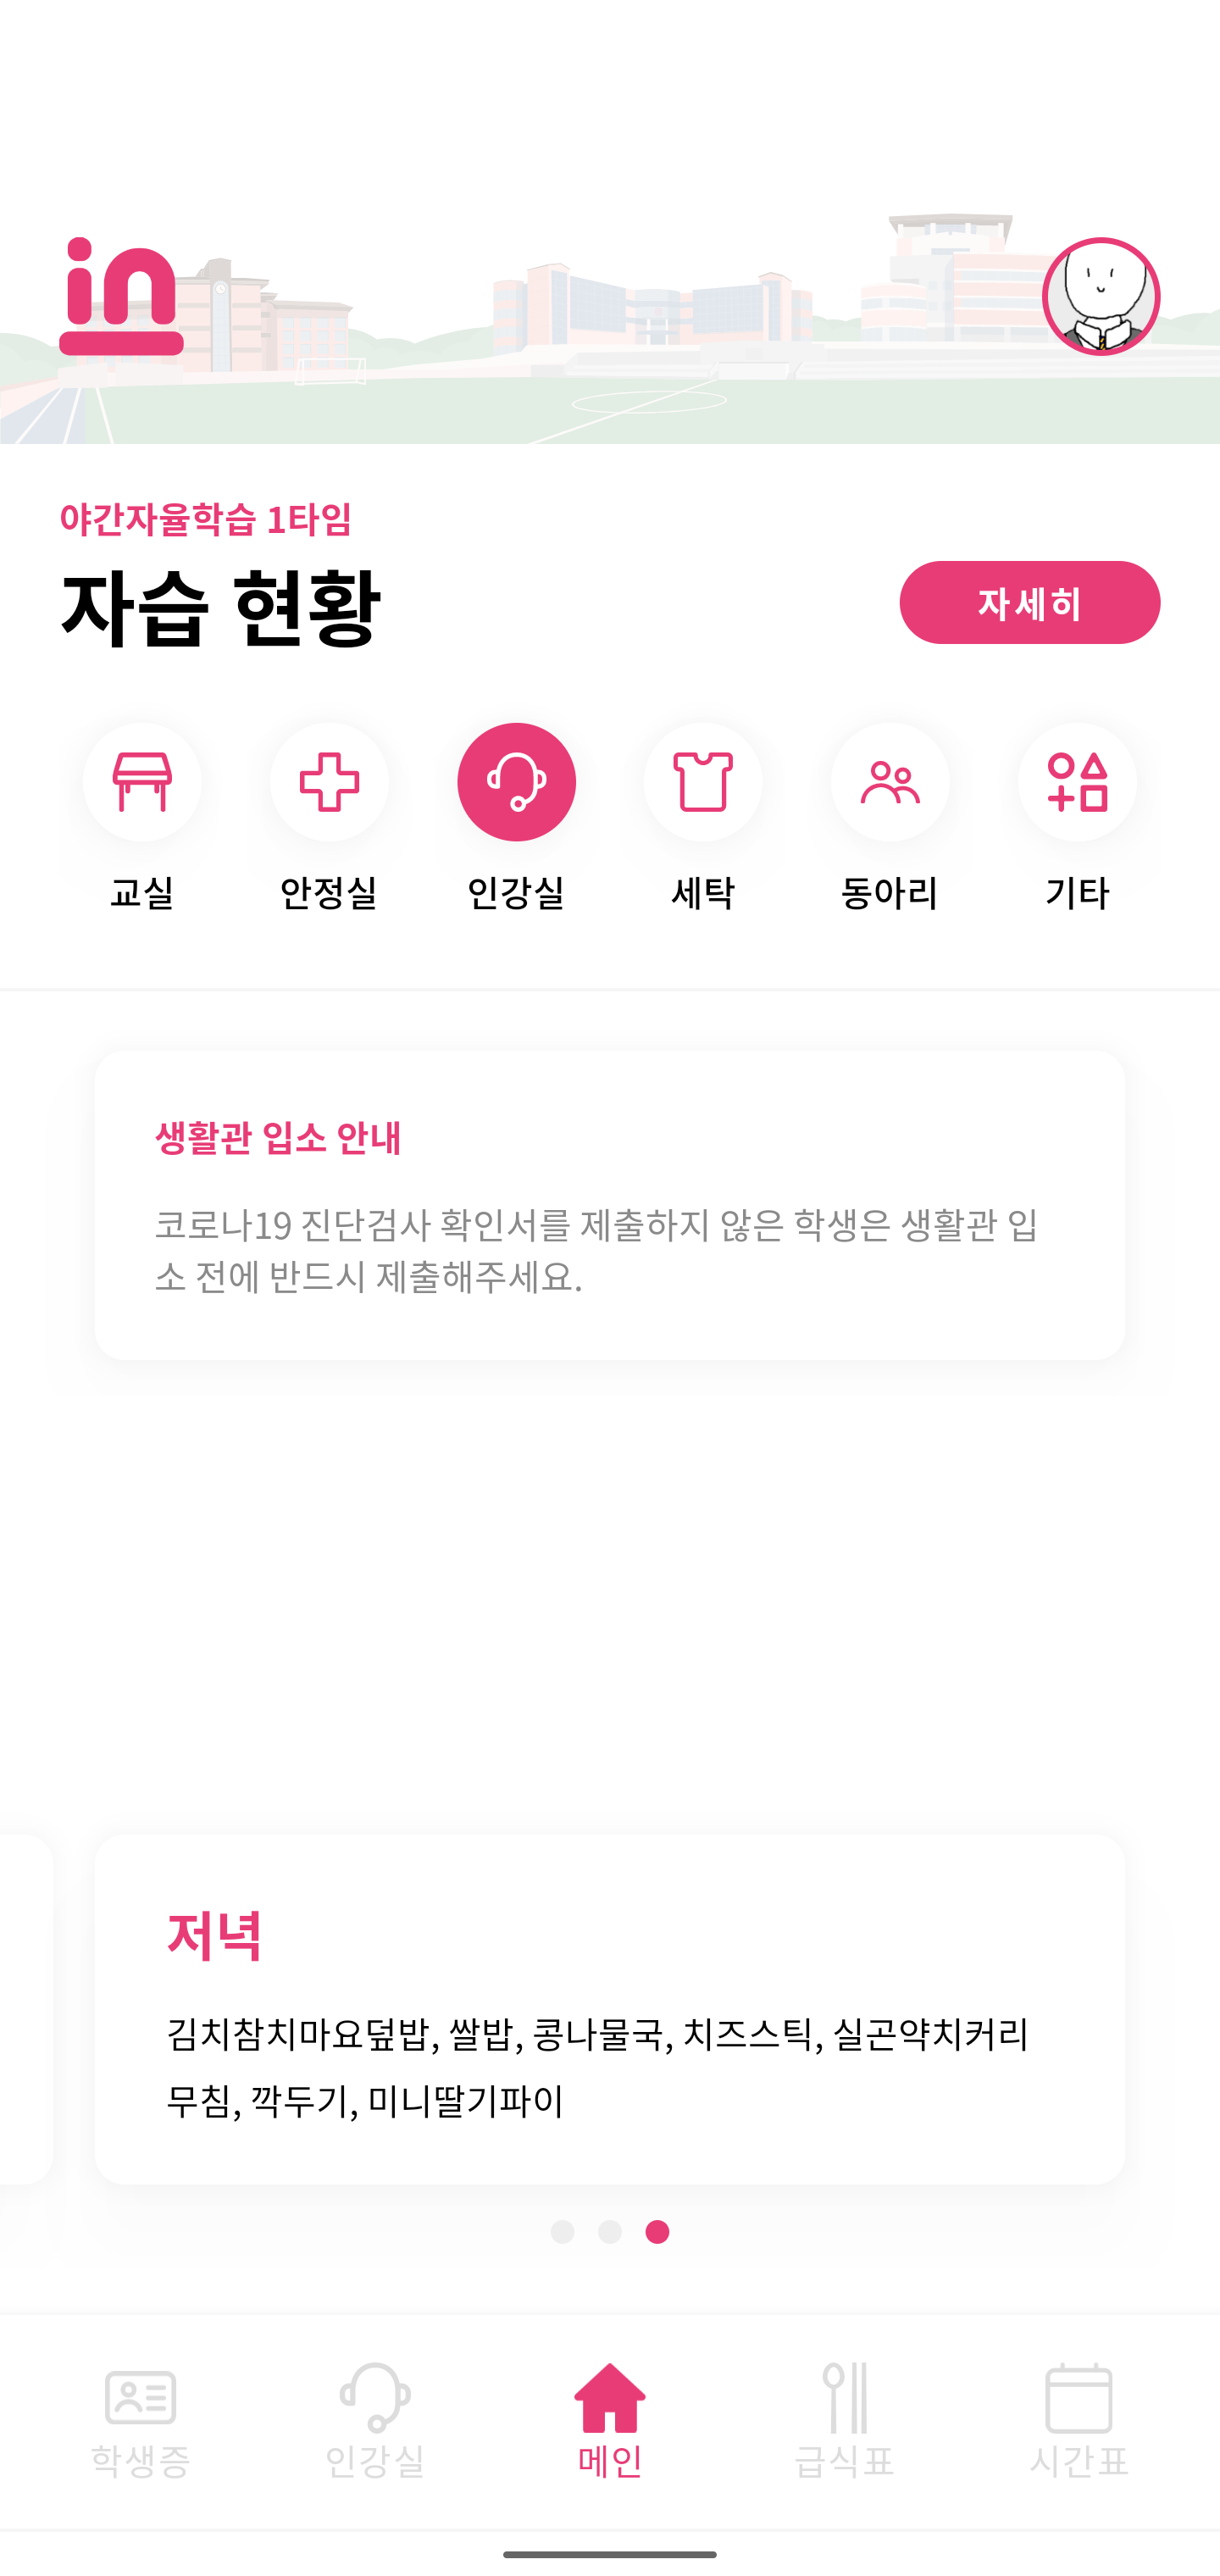 in
야간자율학습 1타임
자습 현황
자세히
교실
안정실
인강실
세탁
동아리
기타
생활관 입소 안내
코로나19 진단검사 확인서를 제출하지 않은 학생은 생활관 입
소 전에 반드시 제출해주세요.
저녁
김치참치마요덮밥, 쌀밥, 콩나물국, 치즈스틱, 실곤약치커리
무침, 깍두기, 미니딸기파이
학생증
인강실
메인
급식표
시간표